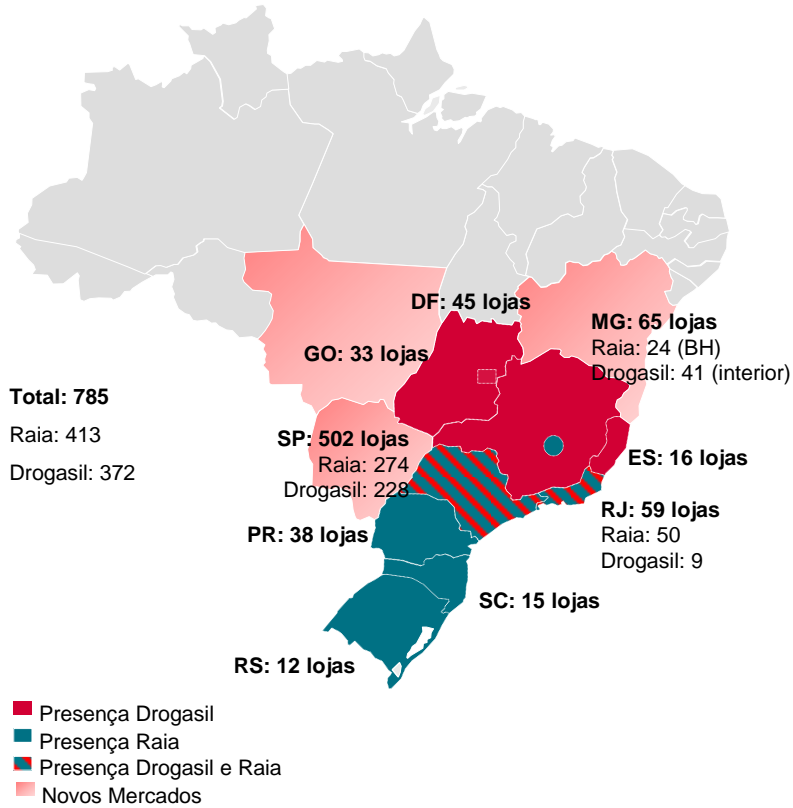 DF: 45 lojas
MG: 65 lojas
Raia: 24 (BH)
Drogasil: 41 (interior)
GO: 33 lojas
Total: 785
Raia: 413
Drogasil: 372
SP: 502 lojas
Raia: 274
Drogasil: 228
ES: 16 lojas
RJ: 59 lojas
Raia: 50
Drogasil: 9
PR: 38 lojas
SC: 15 lojas
RS: 12 lojas
Presença Drogasil
Presença Raia
Presença Drogasil e Raia
Novos Mercados